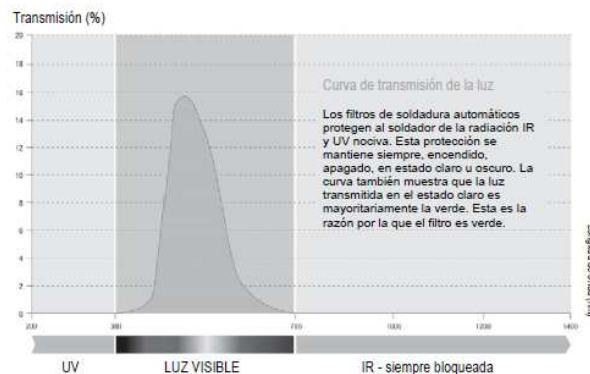 Transmisión (%)
20
18
16
14
12
10
8
6
4
2
0
Curva de transmisión de la luz
Los filtros de soldadura automáticos
protegen al soldador de la radiación IR
y UV nociva. Esta protección se
mantiene siempre, encendido,
apagado, en estado claro u oscuro. La
curva también muestra que la luz
transmitida en el estado claro es
mayoritariamente la verde. Esta es la
razón por la que el filtro es verde.
200
780
1000
1200
1400
UV
LUZ VISIBLE
IR - siempre bloqueada